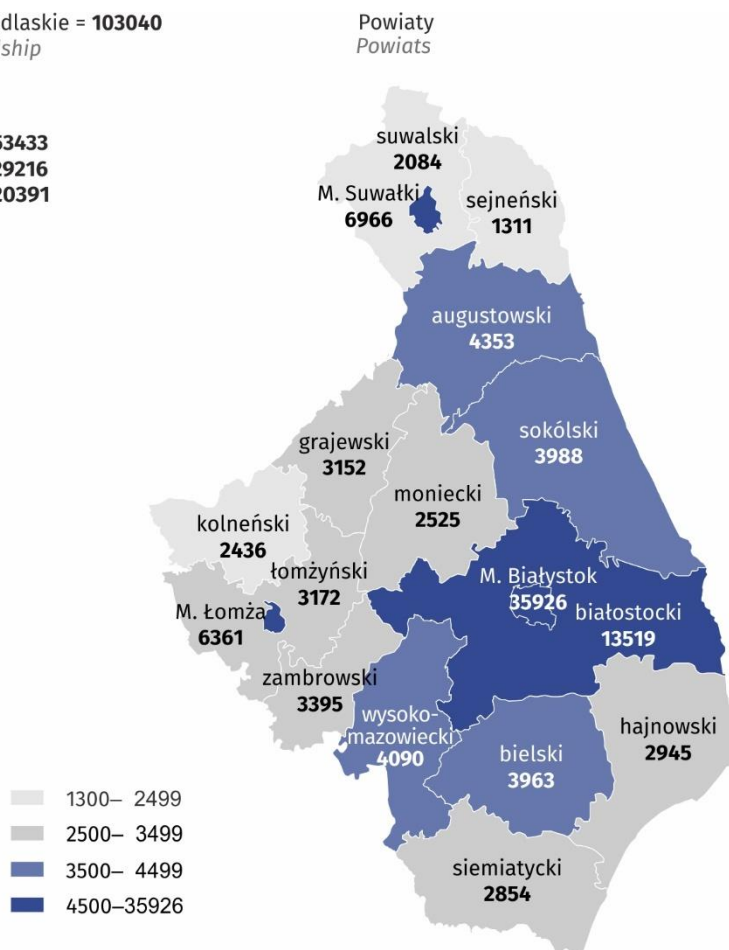 dlaskie = 103040
ship
Powiaty
Powiats
53433
29216
20391
suwalski
2084
M. Suwałki
6966
sejneński
1311
augustowski
4353
sokólski
3988
grajewski
3152
moniecki
2525
kolneński
2436
łomżyński
3172
M. Łomża
6361
M. Białystok
35926
białostocki
13519
zambrowski
3395
wysoko-
mazowiecki
4090
bielski
3963
hajnowski
2945
siemiatycki
2854
1300– 2499
2500– 3499
3500– 4499
4500–35926